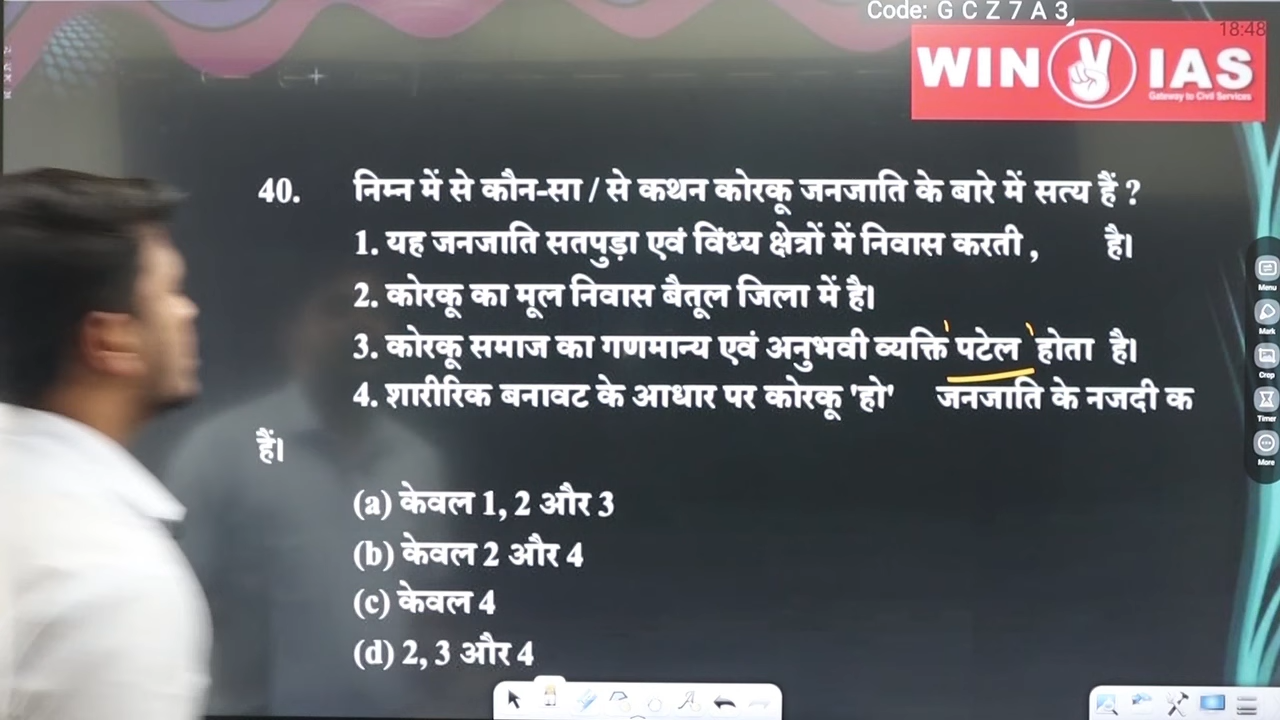 Code: G C Z 7 A 3
18:48
WIN IAS
Gateway to Civil Services
40. निम्न में से कौन-सा / से कथन कोरकू जनजाति के बारे में सत्य हैं ?
1. यह जनजाति सतपुड़ा एवं विंध्य क्षेत्रों में निवास करती , है।
2. कोरकू का मूल निवास बैतूल जिला में है।
3. कोरकू समाज का गणमान्य एवं अनुभवी व्यक्ति 'पटेल' होता है।
4. शारीरिक बनावट के आधार पर कोरकू 'हो' जनजाति के नजदी क
हैं।
(a) केवल 1, 2 और 3
(b) केवल 2 और 4
(c) केवल 4
(d) 2, 3 और 4
Menu
Mark
Crop
Timer
More